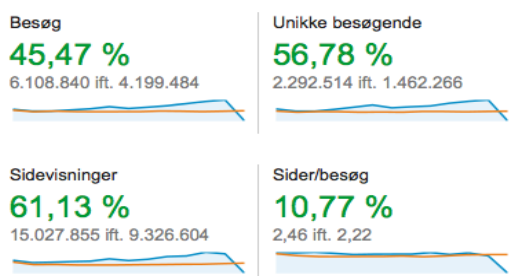 Besøg
45,47 %
6.108.840 ift. 4.199.484
Unikke besøgende
56,78 %
2.292.514 ift. 1.462.266
Sidevisninger
61,13 %
15.027.855 ift. 9.326.604
Sider/besøg
10,77 %
2,46 ift. 2,22